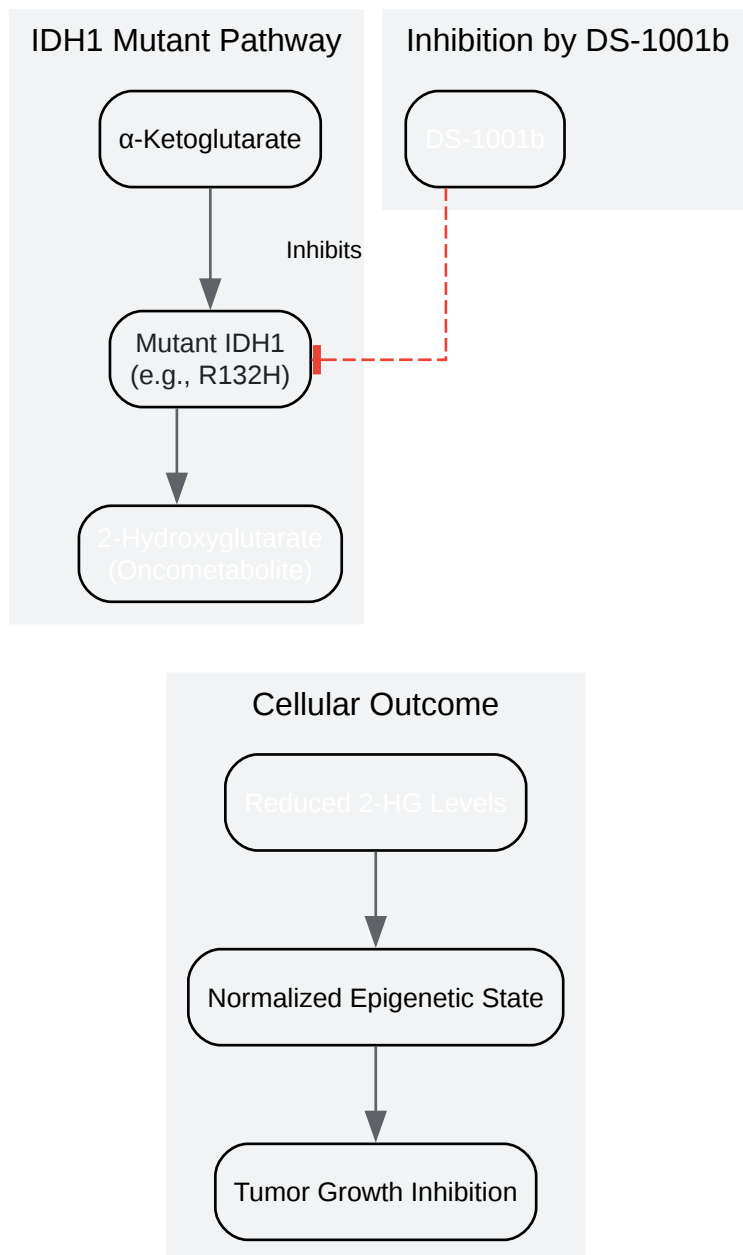 IDH1 Mutant Pathway
Inhibition by DS-1001b
α-Ketoglutarate
DS-1001b
Inhibits
Mutant IDH1
(e.g., R132H)
2-Hydroxyglutarate
(Oncometabolite)
Cellular Outcome
Reduced 2-HG Levels
Normalized Epigenetic State
Tumor Growth Inhibition